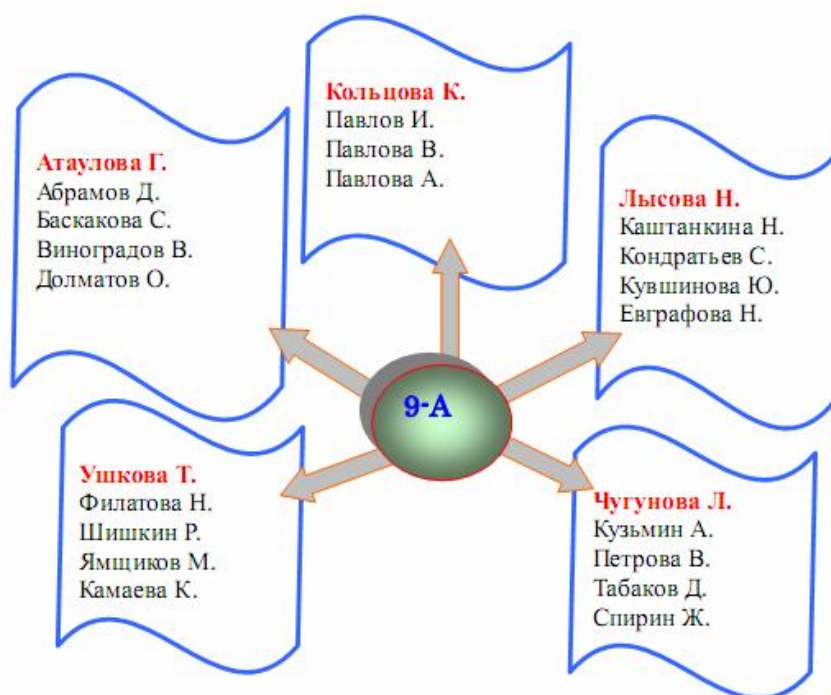 Кольцова К.
Павлов И.
Павлова В.
Павлова А.
Атаулова Г.
Абрамов Д.
Баскакова С.
Виноградов В.
Долматов О.
Лысова Н.
Каштанкина Н.
Кондратьев С.
Кувшинова Ю.
Евграфова Н.
9-А
Ушкова Т.
Филатова Н.
Шишкин Р.
Ямщиков М.
Камаева К.
Чугунова Л.
Кузьмин А.
Петрова В.
Табаков Д.
Спирин Ж.